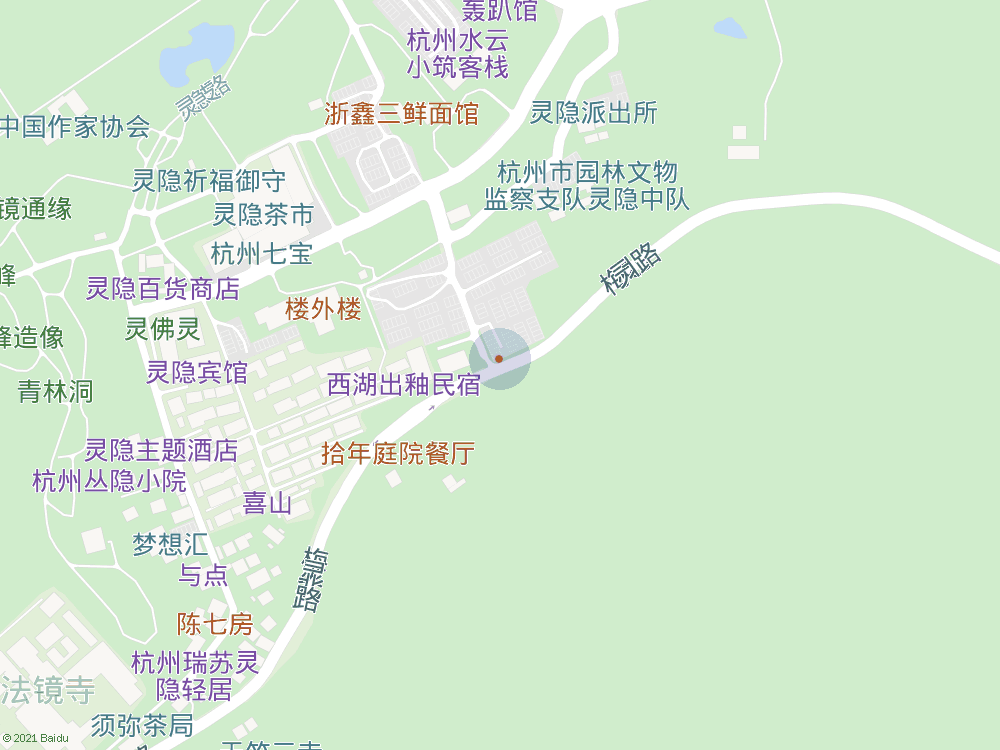 轰趴馆
杭州水云
小筑客栈
灵隐支路
浙鑫三鲜面馆
灵隐派出所
中国作家协会
杭州市园林文物
监察支队灵隐中队
灵隐祈福御守
镜通缘
灵隐茶市
杭州七宝
梅灵路
峰
灵隐百货商店
楼外楼
灵佛灵
峰造像
灵隐宾馆
西湖出釉民宿
青林洞
灵隐主题酒店
拾年庭院餐厅
杭州丛隐小院
喜山
梦想汇
与点
梅灵路
陈七房
杭州瑞苏灵
隐轻居
法镜寺
须弥茶局
© 2021 Baidu